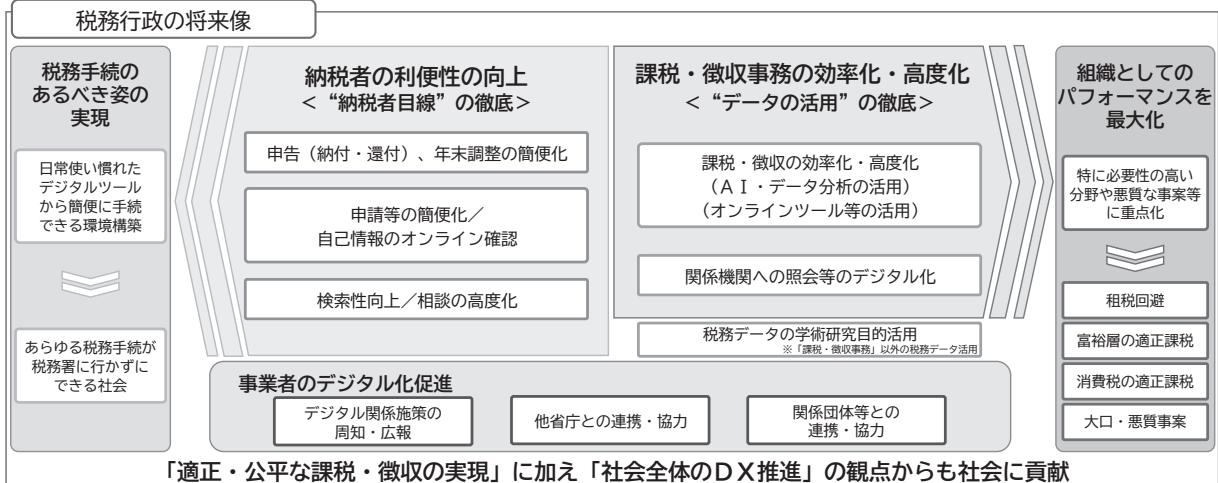 税務行政の将来像
税務手続の
あるべき姿の
実現
日常使い慣れた
デジタルツール
から簡便に手続
できる環境構築
あらゆる税務手続が
税務署に行かずに
できる社会
納税者の利便性の向上
＜“納税者目線”の徹底＞
申告（納付・還付）、年末調整の簡便化
申請等の簡便化／
自己情報のオンライン確認
検索性向上／相談の高度化
課税・徴収事務の効率化・高度化
＜“データの活用”の徹底＞
課税・徴収の効率化・高度化
（ＡＩ・データ分析の活用）
（オンラインツール等の活用）
関係機関への照会等のデジタル化
税務データの学術研究目的活用
※「課税・徴収事務」以外の税務データ活用
事業者のデジタル化促進
デジタル関係施策の
周知・広報
他省庁との連携・協力
関係団体等との
連携・協力
組織としての
パフォーマンスを
最大化
特に必要性の高い
分野や悪質な事案等
に重点化
租税回避
富裕層の適正課税
消費税の適正課税
大口・悪質事案
「適正・公平な課税・徴収の実現」に加え「社会全体のＤＸ推進」の観点からも社会に貢献